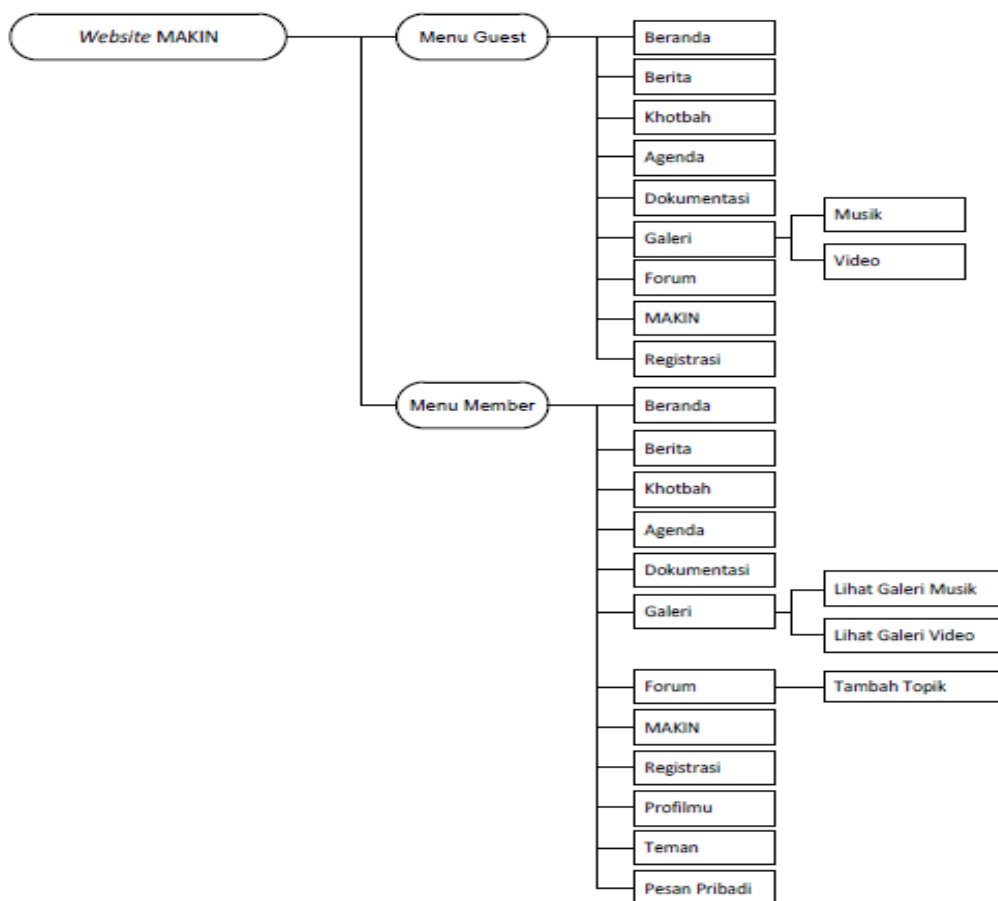 Website MAKIN
Menu Guest
Beranda
Berita
Khotbah
Agenda
Dokumentasi
Galeri
Musik
Video
Forum
MAKIN
Registrasi
Menu Member
Beranda
Berita
Khotbah
Agenda
Dokumentasi
Galeri
Lihat Galeri Musik
Lihat Galeri Video
Forum
Tambah Topik
MAKIN
Registrasi
Profilmu
Teman
Pesan Pribadi